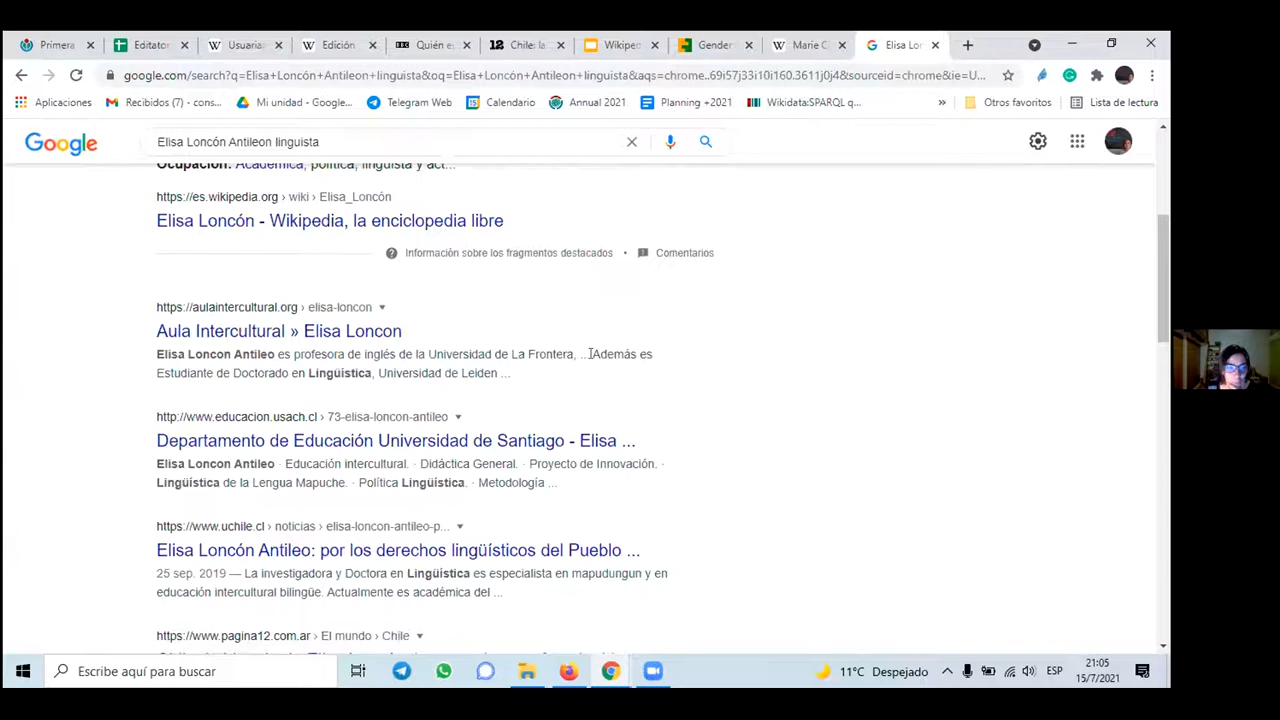 Primera
Editator
Usuaria:
Edición
Quién e
Chile: la
Wikipe
Gender
Marie C
Elisa Lo
google.com/search?q=Elisa+Loncón+Antileon+linguista&oq=Elisa+Loncón+Antileon+linguista&aqs=chrome..69i57j33i10i160.3611j0j4&sourceid=chrome&ie=U...
Aplicaciones
Recibidos (7) - cons...
Mi unidad - Google...
Telegram Web
Calendario
Annual 2021
Planning +2021
Wikidata:SPARQL q...
»
Otros favoritos
Lista de lectura
Google
Elisa Loncón Antileon linguista
Ocupación: Académica, política, lingüista y act...
https://es.wikipedia.org › wiki › Elisa_Loncón
Elisa Loncón - Wikipedia, la enciclopedia libre
Información sobre los fragmentos destacados • Comentarios
https://aulaintercultural.org › elisa-loncon
Aula Intercultural » Elisa Loncon
Elisa Loncon Antileo es profesora de inglés de la Universidad de La Frontera, ... Además es
Estudiante de Doctorado en Lingüística, Universidad de Leiden ...
http://www.educacion.usach.cl › 73-elisa-loncon-antileo
Departamento de Educación Universidad de Santiago - Elisa ...
Elisa Loncon Antileo · Educación intercultural. · Didáctica General. · Proyecto de Innovación. ·
Lingüística de la Lengua Mapuche. · Política Lingüística. · Metodología ...
https://www.uchile.cl › noticias › elisa-loncon-antileo-p...
Elisa Loncón Antileo: por los derechos lingüísticos del Pueblo ...
25 sep. 2019 — La investigadora y Doctora en Lingüística es especialista en mapudungun y en
educación intercultural bilingüe. Actualmente es académica del ...
https://www.pagina12.com.ar › El mundo › Chile
Escribe aquí para buscar
11°C Despejado
ESP
21:05
15/7/2021